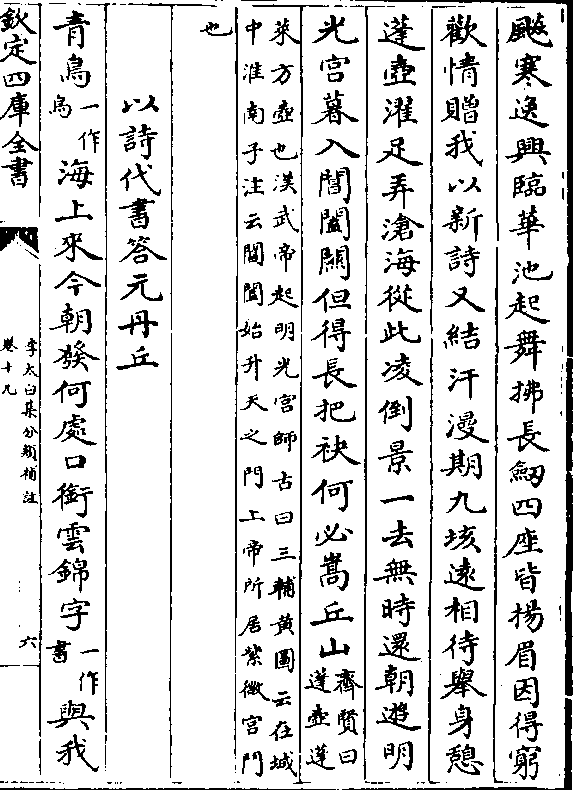 颷寒逸興臨華池起舞拂長劒四座皆揚眉因得窮
歡情贈我以新詩又結汗漫期九垓逺相待舉身憩
蓬壺濯足弄滄海從此凌倒景一去無時還朝遊明
光宮暮入閶闔關但得長把袂何必嵩丘山齊賢曰蓬壺蓬
萊方壺也漢武帝起明光宮師古曰三輔黄圖云在城
中淮南子注云閶闔始升天之門上帝所居紫微宮門
也
以詩代書答元丹丘
青鳥一作烏海上來今朝發何處口銜雲錦字一作書與我
欽定四庫全書
李太白集分類補註
卷十九
六